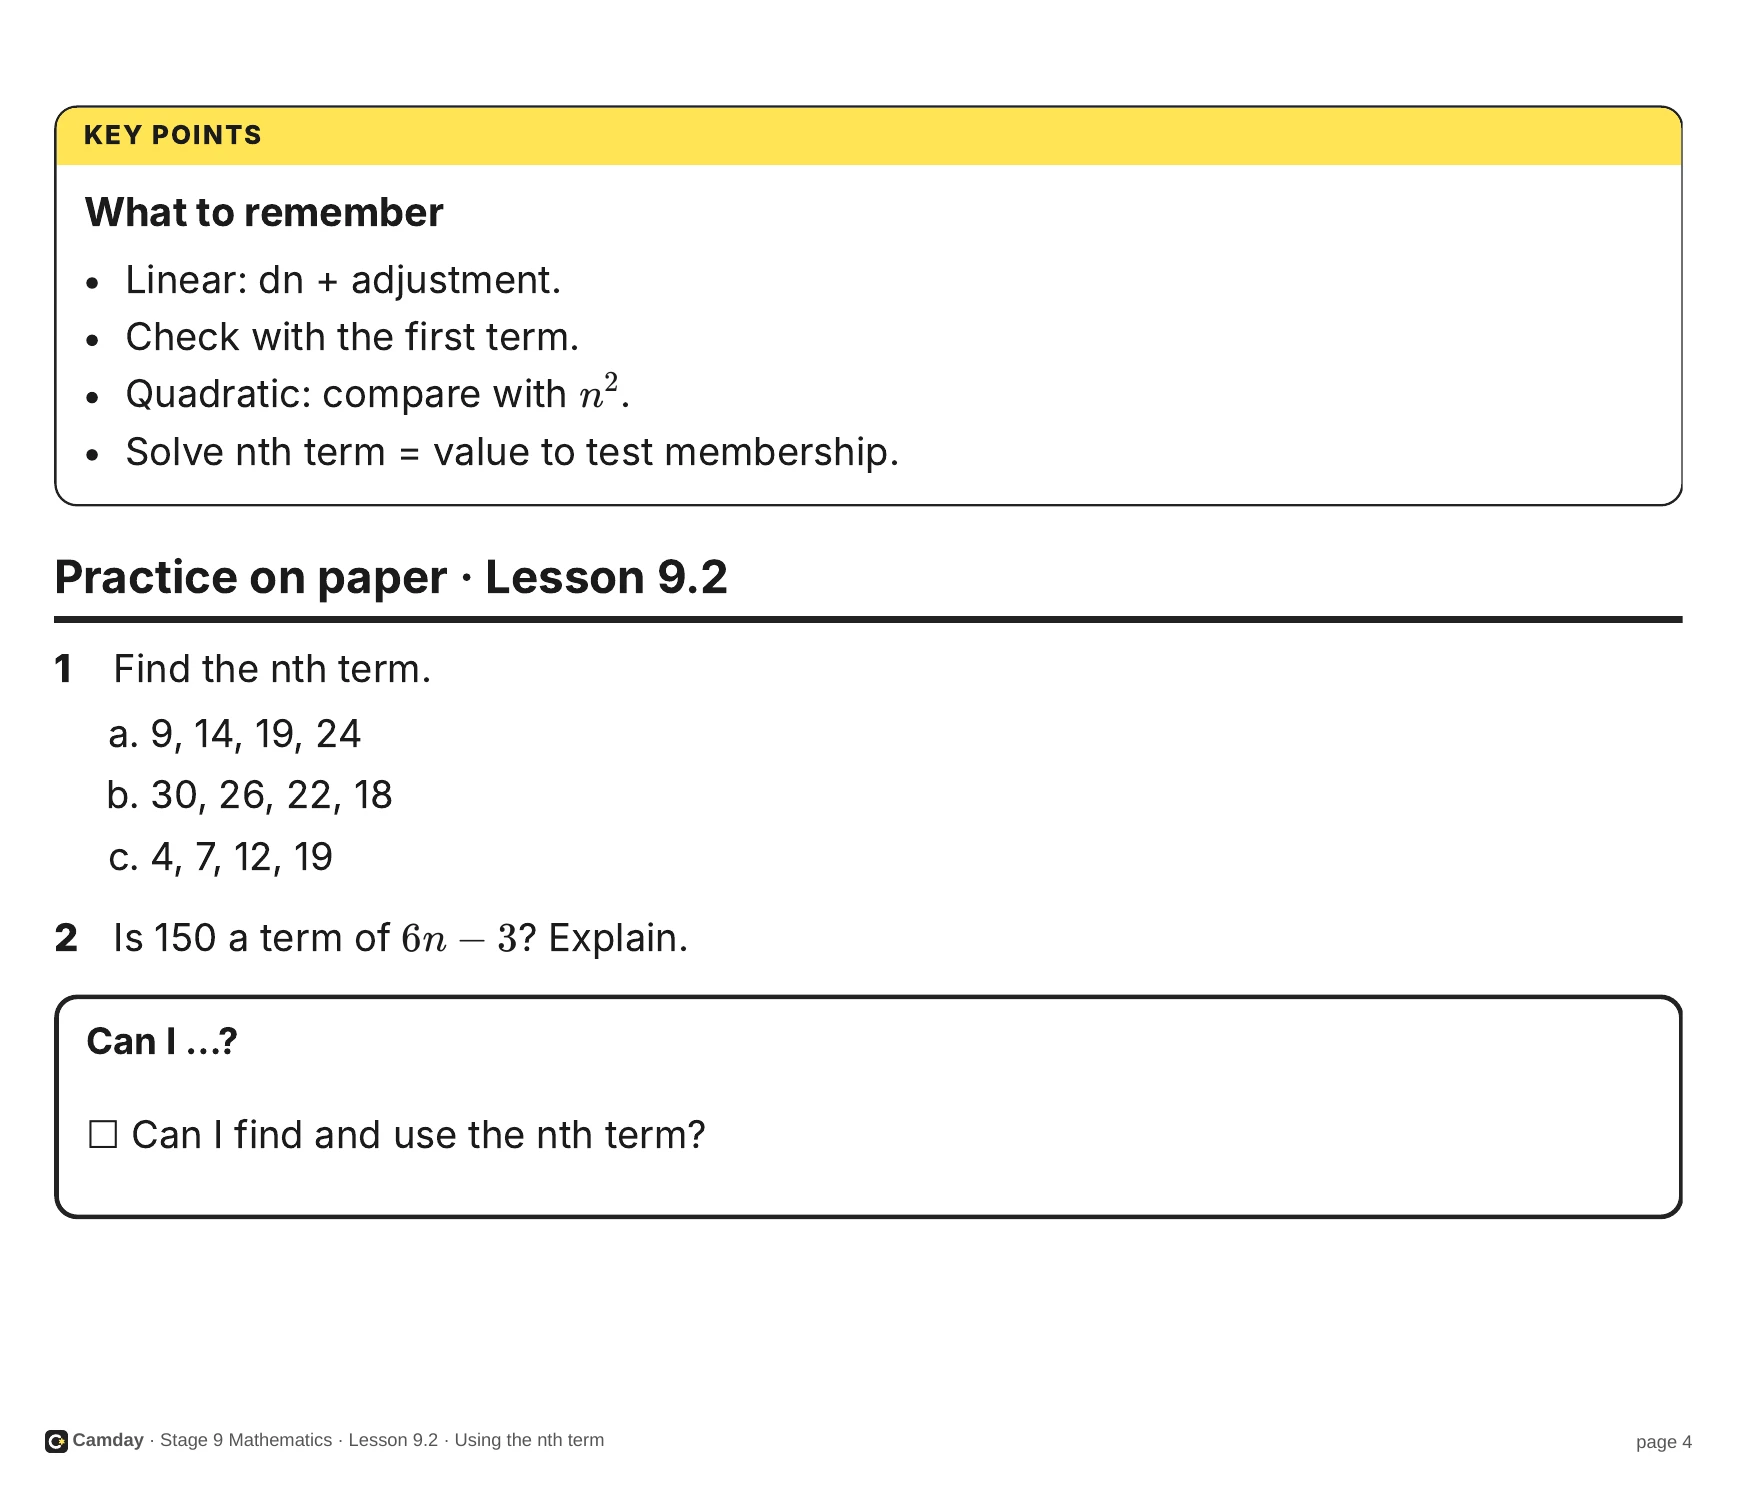 KEY POINTS
What to remember
• Linear: dn + adjustment.
• Check with the first term.
• Quadratic: compare with n².
• Solve nth term = value to test membership.
Practice on paper · Lesson 9.2
1 Find the nth term.
a. 9, 14, 19, 24
b. 30, 26, 22, 18
c. 4, 7, 12, 19
2 Is 150 a term of 6n − 3? Explain.
Can I …?
☐ Can I find and use the nth term?
Camday · Stage 9 Mathematics · Lesson 9.2 · Using the nth term
page 4